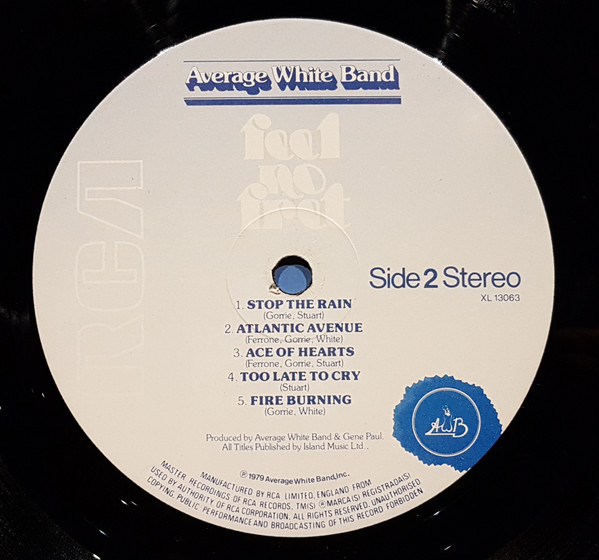 Average White Band
feel
no
fret
RCA
Side 2 Stereo
XL 13063
1. STOP THE RAIN
(Gorrie, Stuart)
2. ATLANTIC AVENUE
(Ferrone, Gorrie, White)
3. ACE OF HEARTS
(Ferrone, Gorrie, Stuart)
4. TOO LATE TO CRY
(Stuart)
5. FIRE BURNING
(Gorrie, White)
AWB
Produced by Average White Band & Gene Paul.
All Titles Published by Island Music Ltd..
℗ 1979 Average White Band, Inc.
MANUFACTURED BY RCA LIMITED, ENGLAND, FROM
MASTER RECORDINGS OF RCA RECORDS, TM(S) ® MARCA(S) REGISTRADA(S)
USED BY AUTHORITY OF RCA CORPORATION. ALL RIGHTS RESERVED. UNAUTHORISED
COPYING, PUBLIC PERFORMANCE AND BROADCASTING OF THIS RECORD FORBIDDEN